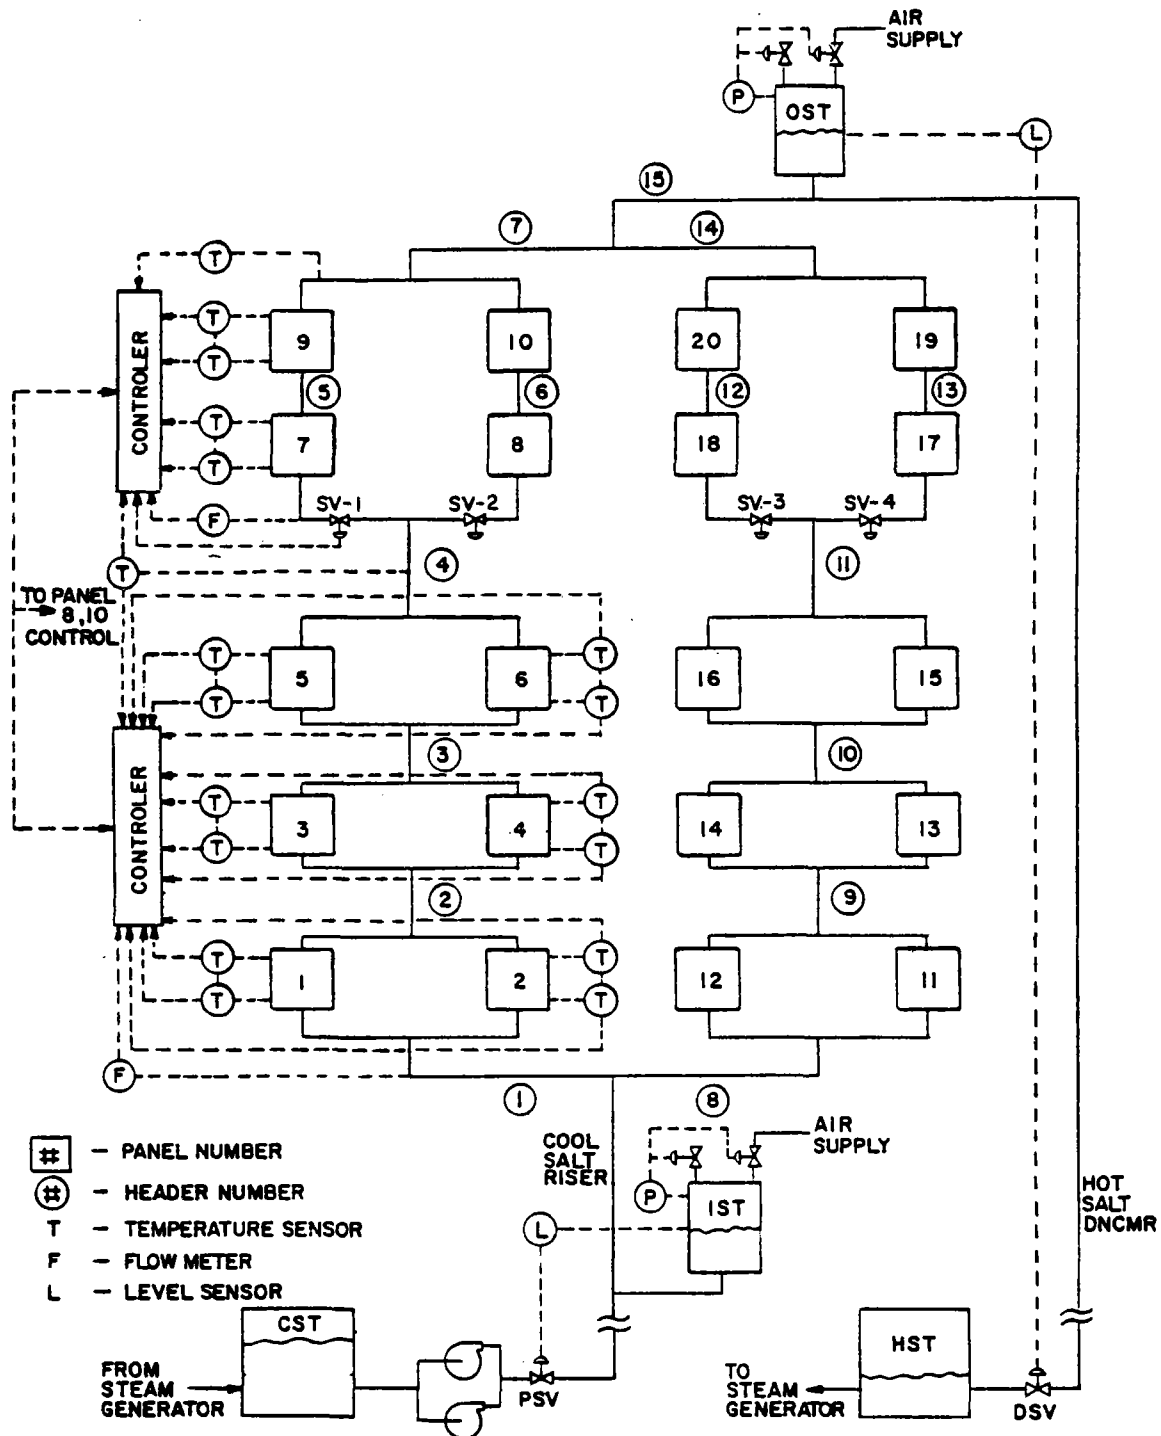 AIR
SUPPLY
P
OST
L
15
7
14
T
CONTROLER
T
T
9
10
20
19
5
6
12
13
T
T
7
8
18
17
SV-1
SV-2
SV-3
SV-4
F
T
4
11
TO PANEL
8,10
CONTROL
T
T
5
6
T
T
16
15
3
10
CONTROLER
T
T
3
4
T
T
14
13
2
9
T
T
1
2
T
T
12
11
F
1
8
COOL
SALT
RISER
AIR
SUPPLY
P
IST
L
HOT
SALT
DNCMR
# - PANEL NUMBER
# - HEADER NUMBER
T - TEMPERATURE SENSOR
F - FLOW METER
L - LEVEL SENSOR
CST
FROM
STEAM
GENERATOR
PSV
HST
TO
STEAM
GENERATOR
DSV